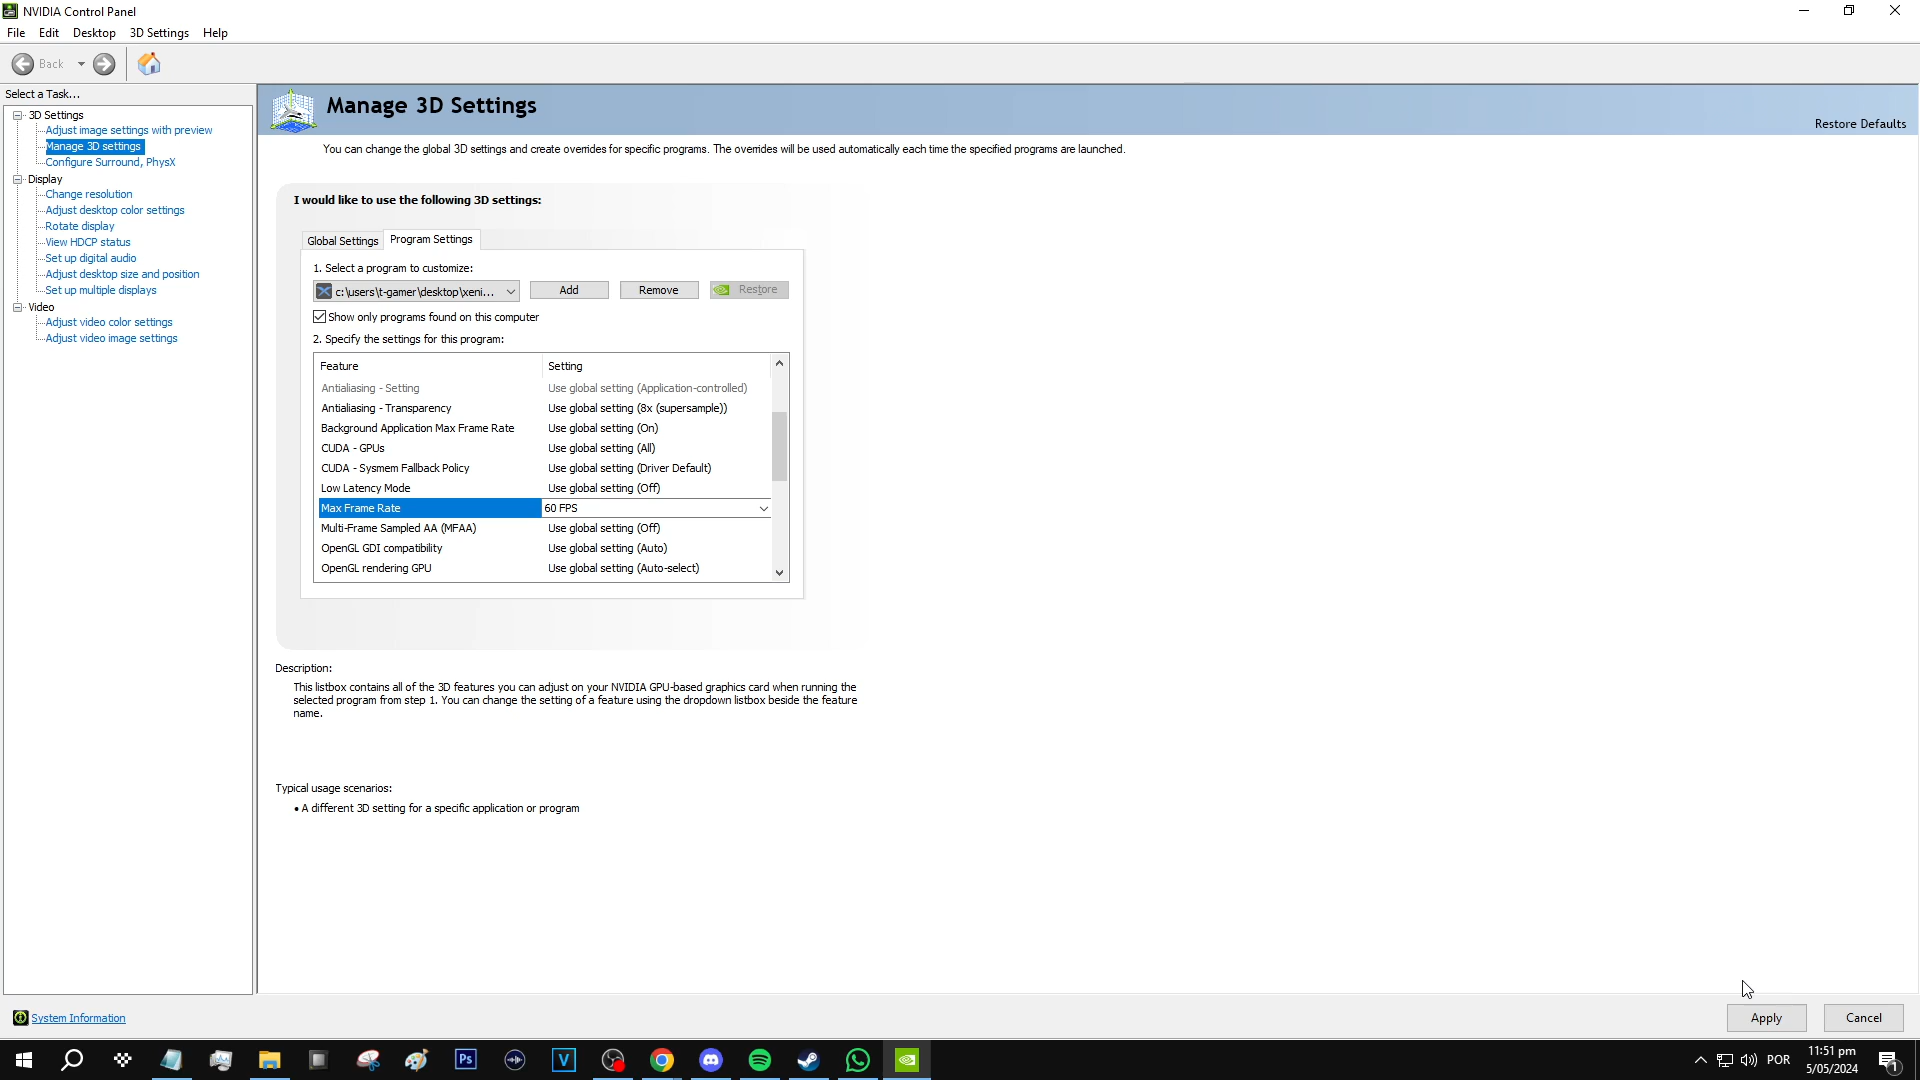 NVIDIA Control Panel
File Edit Desktop 3D Settings Help
Back
Select a Task...
3D Settings
Adjust image settings with preview
Manage 3D settings
Configure Surround, PhysX
Display
Change resolution
Adjust desktop color settings
Rotate display
View HDCP status
Set up digital audio
Adjust desktop size and position
Set up multiple displays
Video
Adjust video color settings
Adjust video image settings
Manage 3D Settings
Restore Defaults
You can change the global 3D settings and create overrides for specific programs. The overrides will be used automatically each time the specified programs are launched.
I would like to use the following 3D settings:
Global Settings Program Settings
1. Select a program to customize:
c:\users\t-gamer\desktop\xeni... Add Remove Restore
Show only programs found on this computer
2. Specify the settings for this program:
Feature Setting
Antialiasing - Setting Use global setting (Application-controlled)
Antialiasing - Transparency Use global setting (8x (supersample))
Background Application Max Frame Rate Use global setting (On)
CUDA - GPUs Use global setting (All)
CUDA - Sysmem Fallback Policy Use global setting (Driver Default)
Low Latency Mode Use global setting (Off)
Max Frame Rate 60 FPS
Multi-Frame Sampled AA (MFAA) Use global setting (Off)
OpenGL GDI compatibility Use global setting (Auto)
OpenGL rendering GPU Use global setting (Auto-select)
Description:
This listbox contains all of the 3D features you can adjust on your NVIDIA GPU-based graphics card when running the
selected program from step 1. You can change the setting of a feature using the dropdown listbox beside the feature
name.
Typical usage scenarios:
• A different 3D setting for a specific application or program
System Information
Apply Cancel
Ps
V
POR
11:51 pm
5/05/2024
1